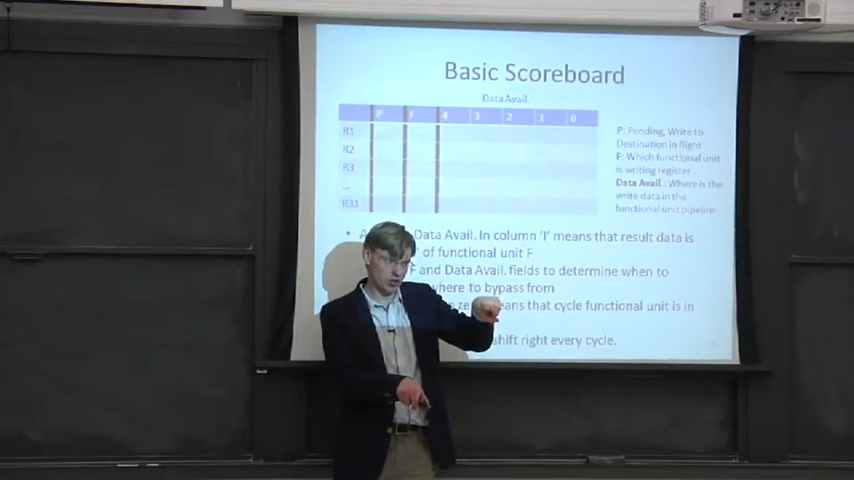 Basic Scoreboard
Data Avail.
P F 4 3 2 1 0
R1
R2
R3
...
R31
P: Pending, Write to
Destination in flight
F: Which functional unit
is writing register
Data Avail.: Where is the
write data in the
functional unit pipeline
• A Data Avail. In column 'I' means that result data is
of functional unit F
F and Data Avail. fields to determine when to
where to bypass from
means that cycle functional unit is in
shift right every cycle.